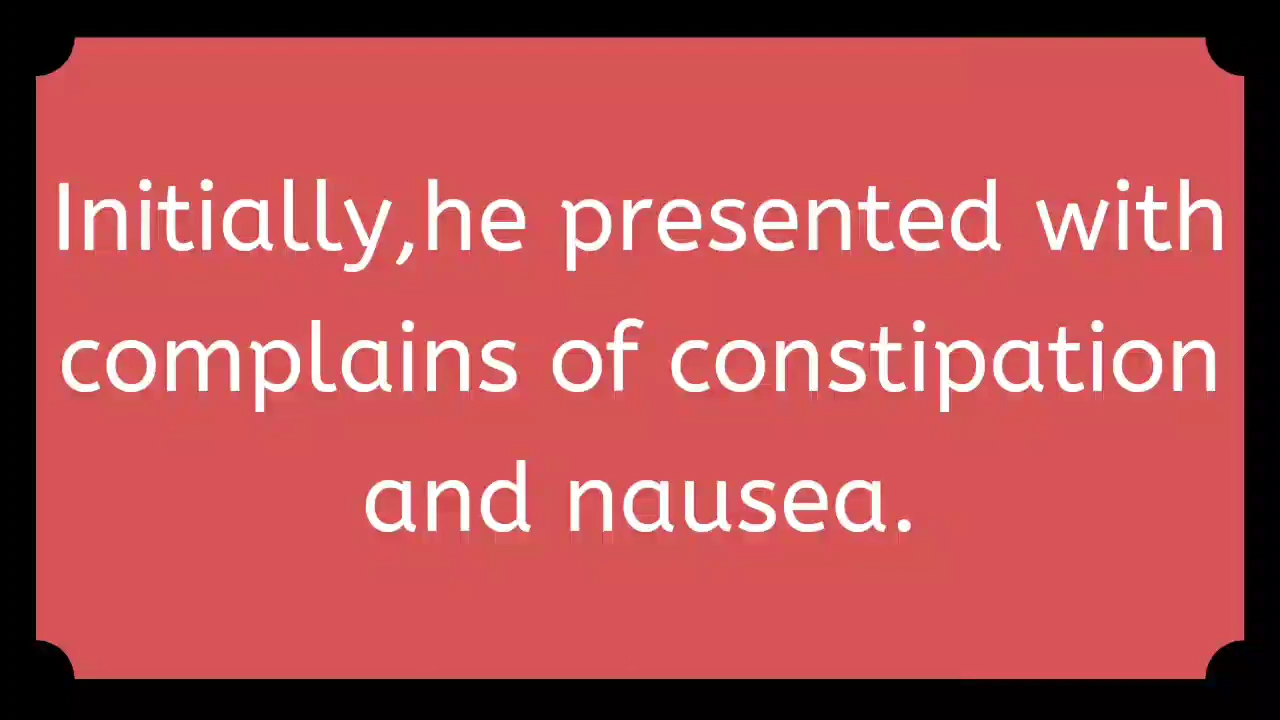 Initially,he presented with
complains of constipation
and nausea.